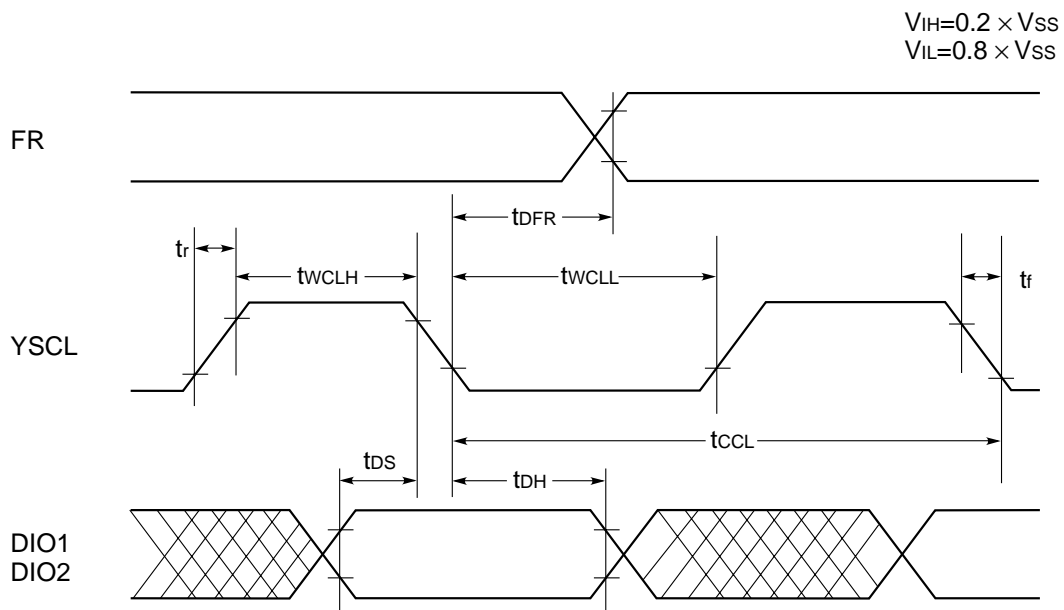 VIH=0.2 × VSS
VIL=0.8 × VSS
FR
tDFR
tr
tWCLH
tWCLL
tf
YSCL
tCCL
tDS
tDH
DIO1
DIO2